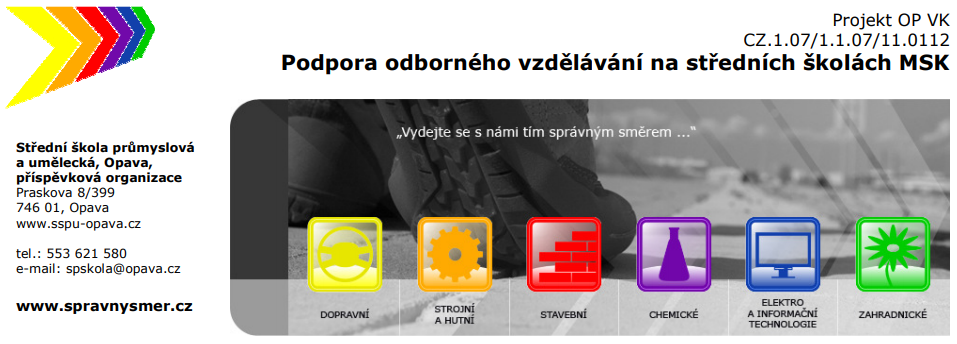 Projekt OP VK
CZ.1.07/1.1.07/11.0112
Podpora odborného vzdělávání na středních školách MSK
Střední škola průmyslová
a umělecká, Opava,
příspěvková organizace
Praskova 8/399
746 01, Opava
www.sspu-opava.cz
tel.: 553 621 580
e-mail: spskola@opava.cz
www.spravnysmer.cz
„Vydejte se s námi tím správným směrem ...“
DOPRAVNÍ
STROJNÍ
A HUTNÍ
STAVEBNÍ
CHEMICKÉ
ELEKTRO
A INFORMAČNÍ
TECHNOLOGIE
ZAHRADNICKÉ